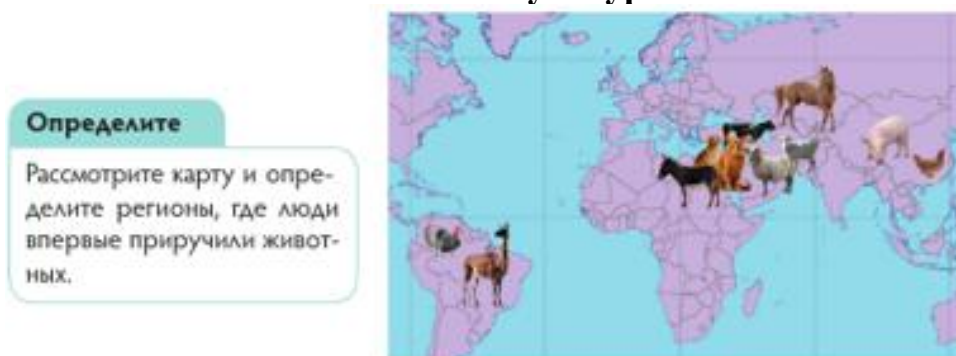 Определите
Рассмотрите карту и опре-
делите регионы, где люди
впервые приручили живот-
ных.